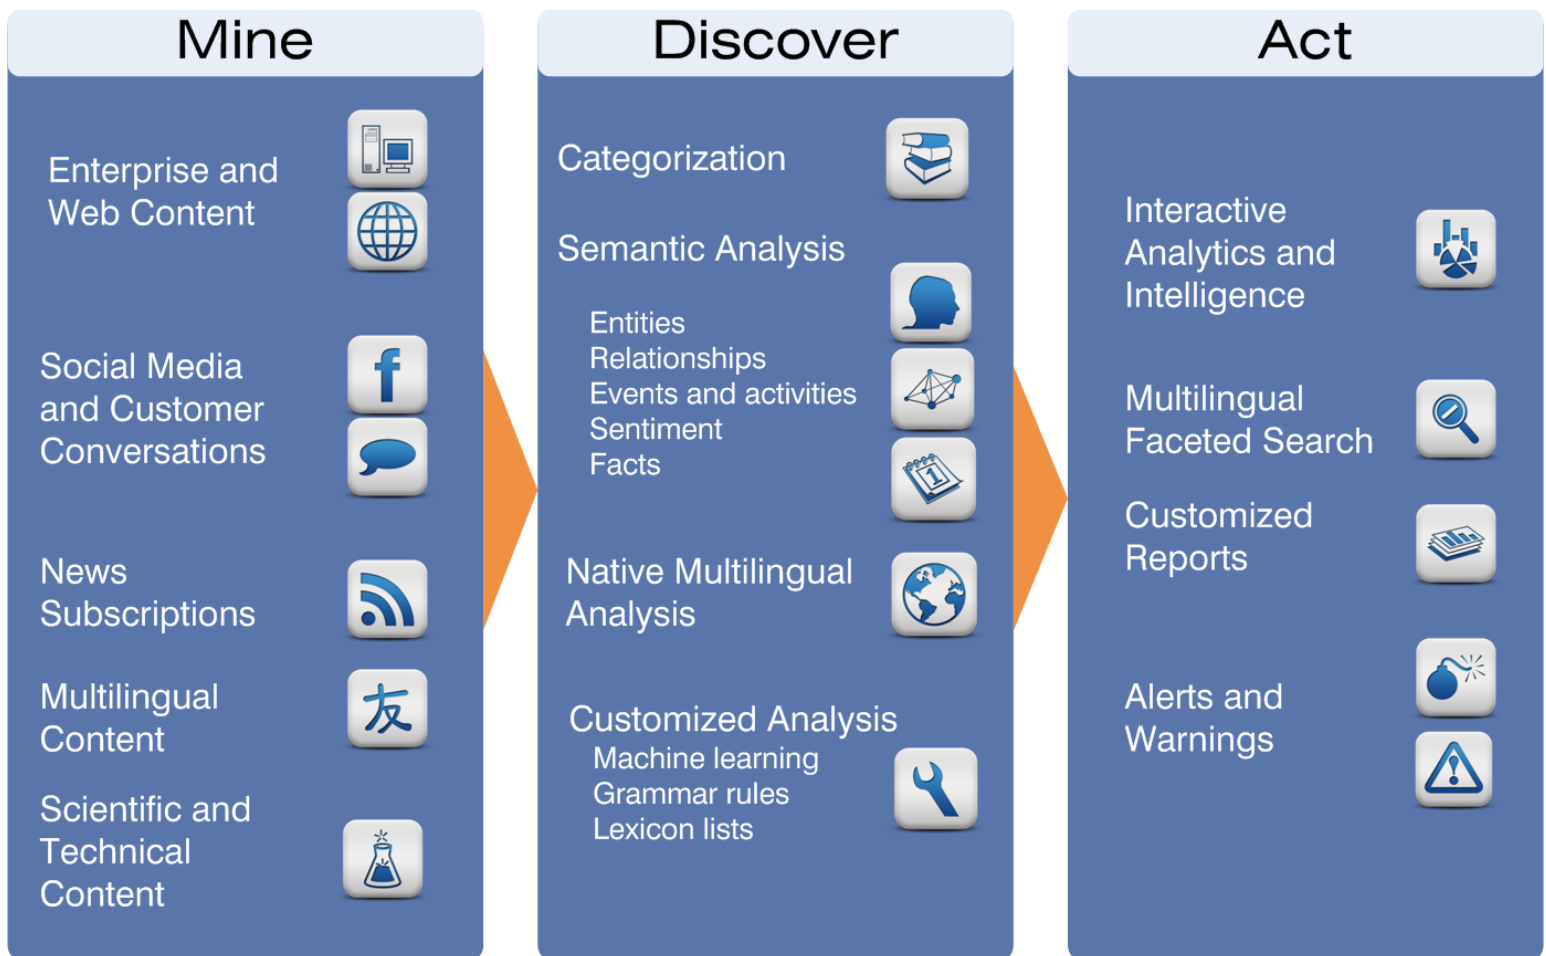 Mine
Enterprise and
Web Content
f
Social Media
and Customer
Conversations
News
Subscriptions
Multilingual
Content
友
Scientific and
Technical
Content
Discover
Categorization
Semantic Analysis
Entities
Relationships
Events and activities
Sentiment
Facts
1
Native Multilingual
Analysis
Customized Analysis
Machine learning
Grammar rules
Lexicon lists
Act
Interactive
Analytics and
Intelligence
Multilingual
Faceted Search
Customized
Reports
Alerts and
Warnings
!